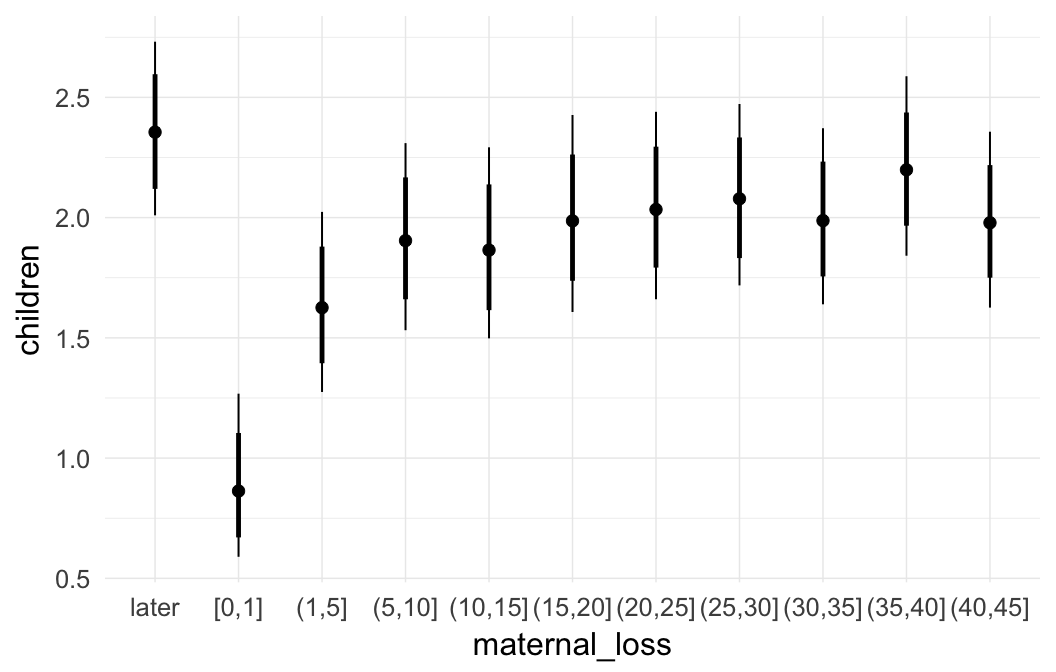 children
2.5
2.0
1.5
1.0
0.5
later [0,1] (1,5] (5,10] (10,15] (15,20] (20,25] (25,30] (30,35] (35,40] (40,45]
maternal_loss